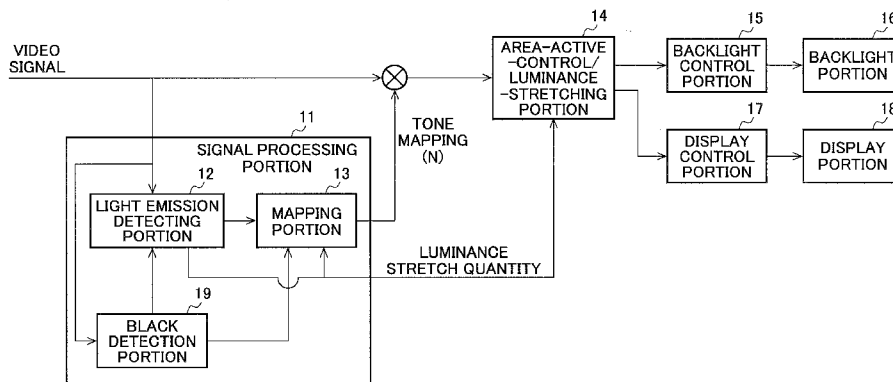 VIDEO
SIGNAL
14
AREA-ACTIVE
-CONTROL/
LUMINANCE
-STRETCHING
PORTION
15
BACKLIGHT
CONTROL
PORTION
16
BACKLIGHT
PORTION
17
DISPLAY
CONTROL
PORTION
18
DISPLAY
PORTION
11
SIGNAL PROCESSING
PORTION
TONE
MAPPING
(N)
12
LIGHT EMISSION
DETECTING
PORTION
13
MAPPING
PORTION
LUMINANCE
STRETCH QUANTITY
19
BLACK
DETECTION
PORTION